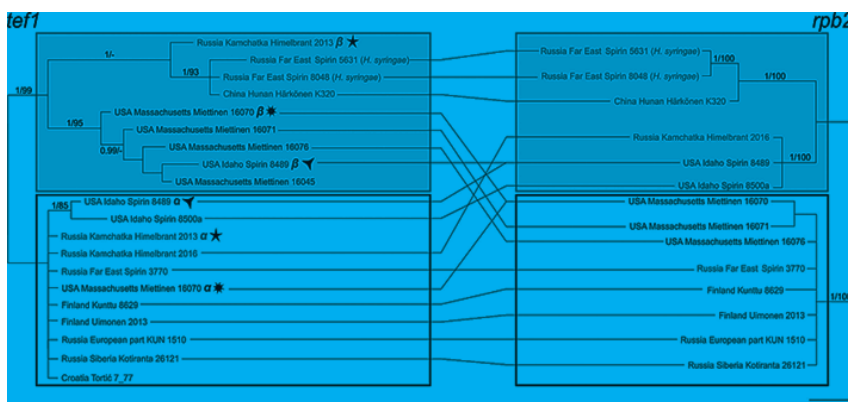 tef1
rpb2
1/-
Russia Kamchatka Himelbrant 2013 β
Russia Far East Spirin 5631 (H. syringae)
1/93
Russia Far East Spirin 8048 (H. syringae)
China Hunan Härkönen K320
1/99
USA Massachusetts Miettinen 16070 β
1/95
USA Massachusetts Miettinen 16071
0.99/-
USA Massachusetts Miettinen 16076
USA Idaho Spirin 8489 β
USA Massachusetts Miettinen 16045
1/85
USA Idaho Spirin 8489 α
USA Idaho Spirin 8500a
Russia Kamchatka Himelbrant 2013 α
Russia Kamchatka Himelbrant 2016
Russia Far East Spirin 3770
USA Massachusetts Miettinen 16070 α
Finland Kunttu 8629
Finland Uimonen 2013
Russia European part KUN 1510
Russia Siberia Kotiranta 26121
Croatia Tortić 7_77
Russia Far East Spirin 5631 (H. syringae)
1/100
Russia Far East Spirin 8048 (H. syringae)
1/100
China Hunan Härkönen K320
Russia Kamchatka Himelbrant 2016
USA Idaho Spirin 8489
1/100
USA Idaho Spirin 8500a
USA Massachusetts Miettinen 16070
USA Massachusetts Miettinen 16071
USA Massachusetts Miettinen 16076
Russia Far East Spirin 3770
Finland Kunttu 8629
1/100
Finland Uimonen 2013
Russia European part KUN 1510
Russia Siberia Kotiranta 26121